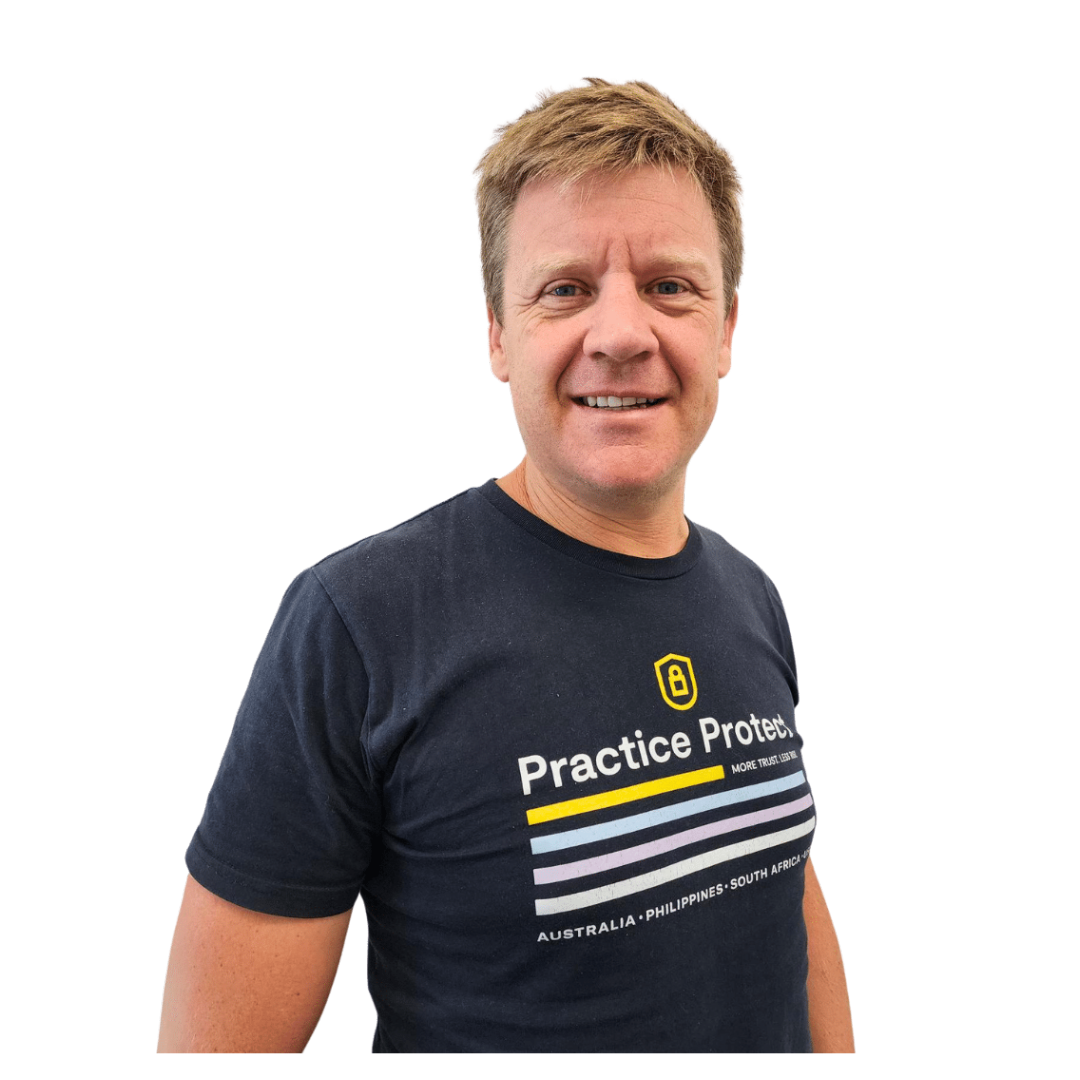 Practice Protect
MORE TRUST. LESS
AUSTRALIA • PHILIPPINES • SOUTH AFRICA •